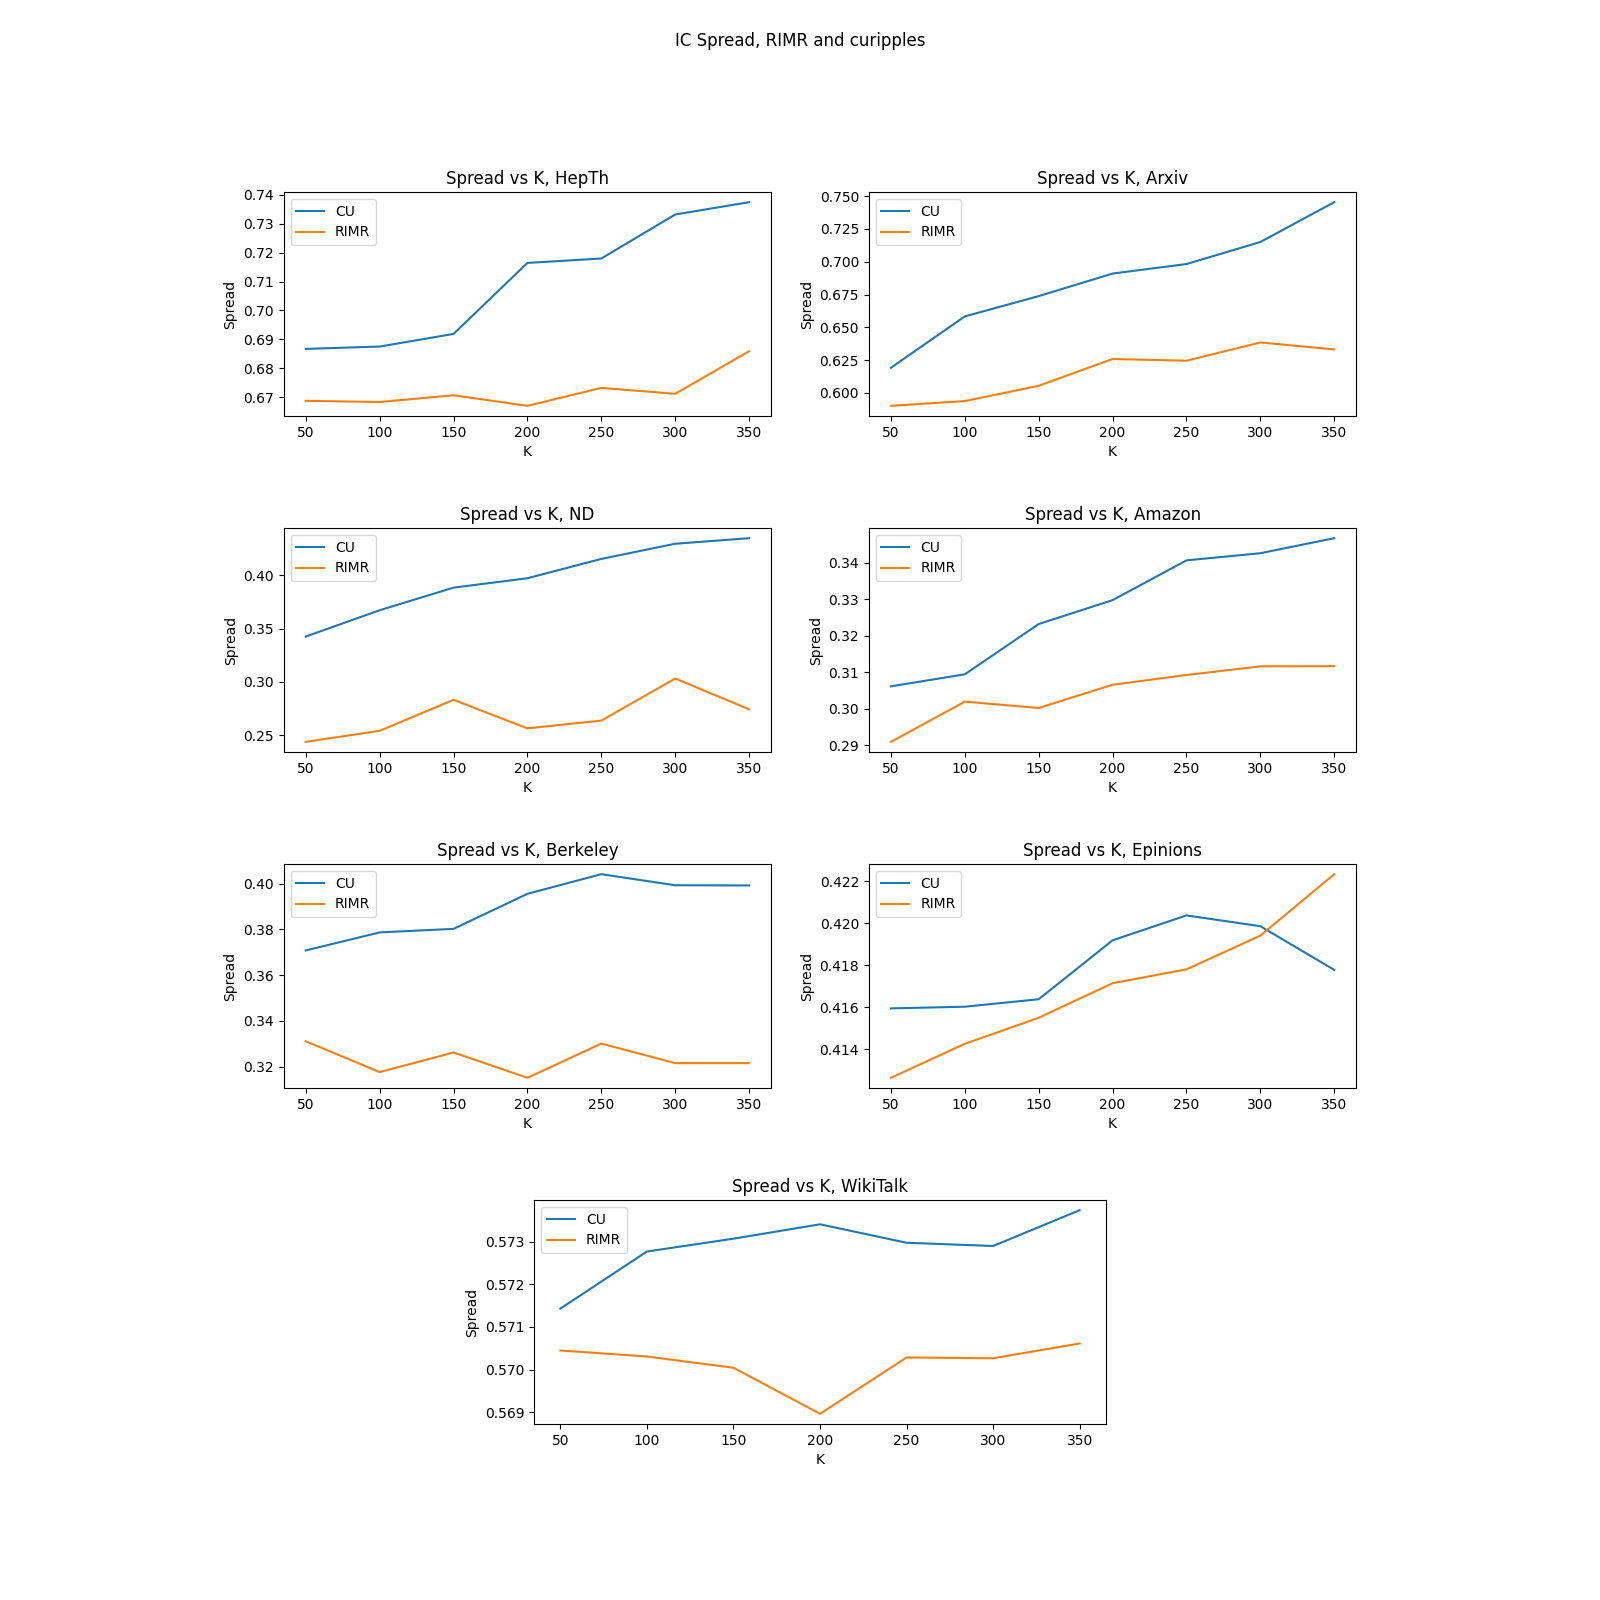 IC Spread, RIMR and curipples
Spread vs K, HepTh
0.74
0.73
0.72
0.71
0.70
0.69
0.68
0.67
Spread
CU
RIMR
50 100 150 200 250 300 350
K
Spread vs K, Arxiv
0.750
0.725
0.700
0.675
0.650
0.625
0.600
Spread
CU
RIMR
50 100 150 200 250 300 350
K
Spread vs K, ND
0.40
0.35
0.30
0.25
Spread
CU
RIMR
50 100 150 200 250 300 350
K
Spread vs K, Amazon
0.34
0.33
0.32
0.31
0.30
0.29
Spread
CU
RIMR
50 100 150 200 250 300 350
K
Spread vs K, Berkeley
0.40
0.38
0.36
0.34
0.32
Spread
CU
RIMR
50 100 150 200 250 300 350
K
Spread vs K, Epinions
0.422
0.420
0.418
0.416
0.414
Spread
CU
RIMR
50 100 150 200 250 300 350
K
Spread vs K, WikiTalk
0.573
0.572
0.571
0.570
0.569
Spread
CU
RIMR
50 100 150 200 250 300 350
K